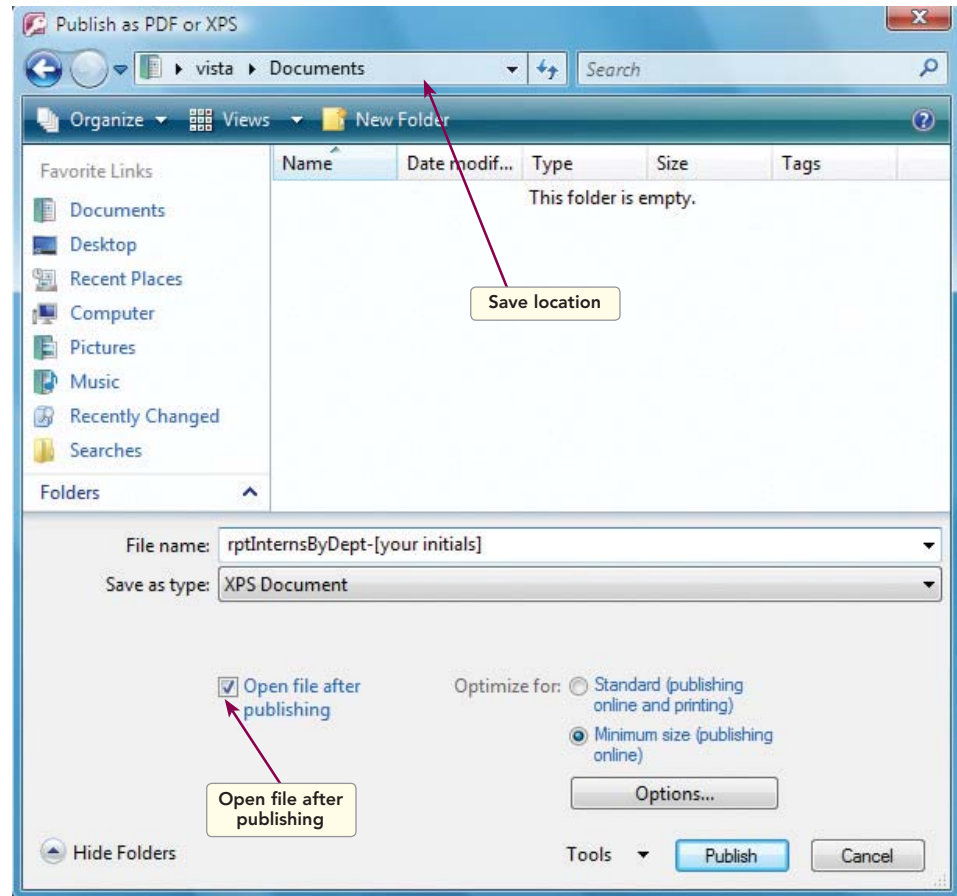 Publish as PDF or XPS
vista Documents
Search
Organize Views New Folder
Favorite Links
Documents
Desktop
Recent Places
Computer
Pictures
Music
Recently Changed
Searches
Folders
Name Date modif... Type Size Tags
This folder is empty.
Save location
File name: rptInternsByDept-[your initials]
Save as type: XPS Document
Open file after
publishing
Optimize for: Standard (publishing
online and printing)
Minimum size (publishing
online)
Options...
Open file after
publishing
Hide Folders
Tools Publish Cancel